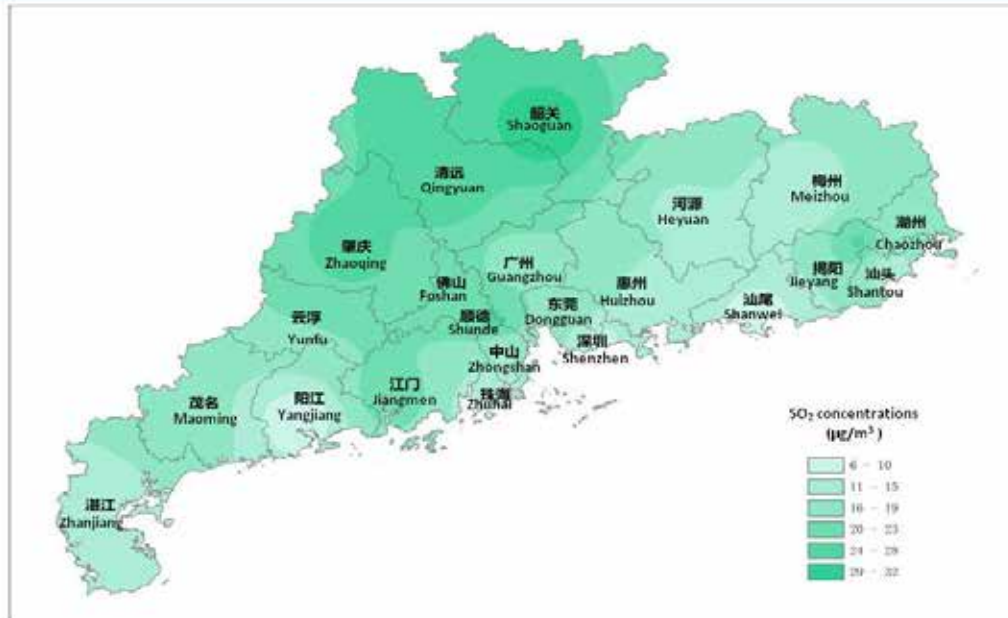 韶关
Shaoguan
清远
Qingyuan
梅州
Meizhou
河源
Heyuan
潮州
Chaozhou
肇庆
Zhaoqing
广州
Guangzhou
揭阳
Jieyang
汕头
Shantou
佛山
Foshan
惠州
Huizhou
东莞
Dongguan
汕尾
Shanwei
顺德
Shunde
云浮
Yunfu
深圳
Shenzhen
中山
Zhongshan
江门
Jiangmen
珠海
Zhuhai
阳江
Yangjiang
茂名
Maoming
湛江
Zhanjiang
SO₂ concentrations
(μg/m³ )
6 - 10
11 - 15
16 - 19
20 - 23
24 - 28
29 - 32